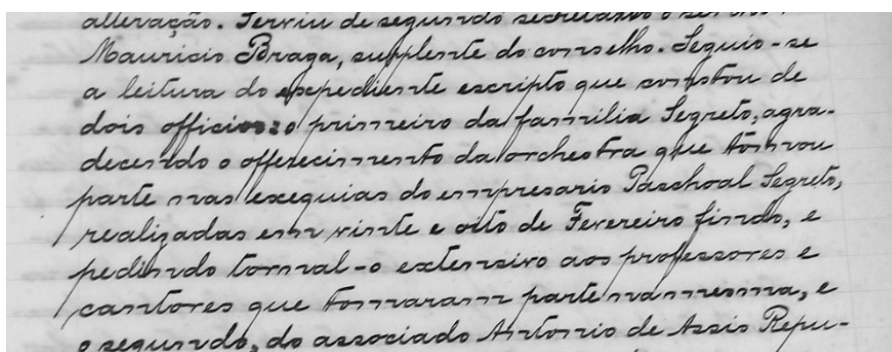 alteração. Serviu de segundo secretario o senhor
Mauricio Braga, supplente do conselho. Seguio-se
a leitura do expediente escripto que constou de
dois officios: o primeiro da familia Segreto, agra-
decendo o offerecimento da orchestra que tomou
parte nas exequias do empresario Paschoal Segreto,
realizadas em vinte e oito de Fevereiro findo, e
pedindo tornal-o extensivo aos professores e
cantores que tomaram parte na mesma, e
o segundo, do associado Antonio de Assis Repu-